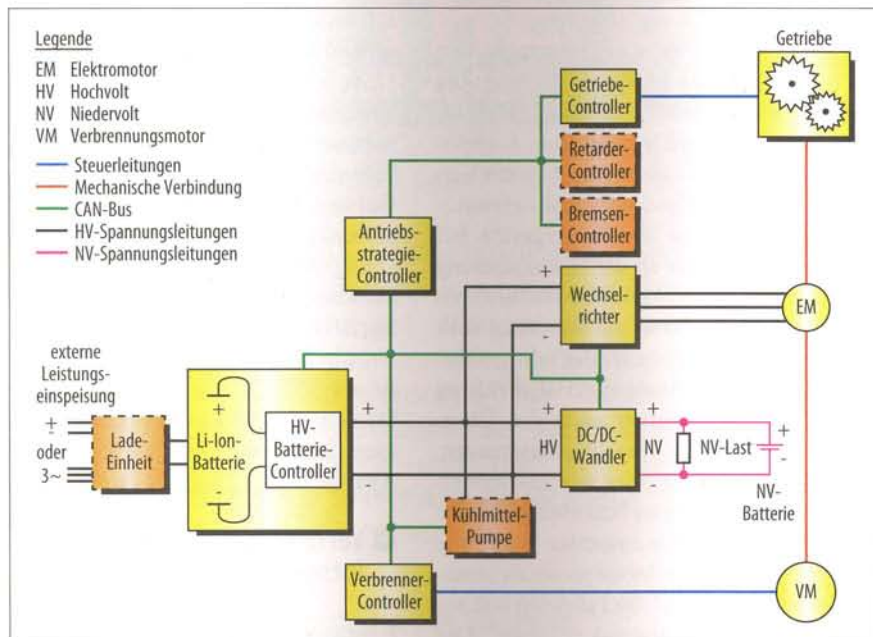 Legende
EM Elektromotor
HV Hochvolt
NV Niedervolt
VM Verbrennungsmotor
Steuerleitungen
Mechanische Verbindung
CAN-Bus
HV-Spannungsleitungen
NV-Spannungsleitungen
Getriebe
Getriebe-
Controller
Retarder-
Controller
Bremsen-
Controller
Antriebs-
strategie-
Controller
+
Wechsel-
richter
-
EM
externe
Leistungs-
einspeisung
+
-
oder
3~
Lade-
Einheit
Li-Ion-
Batterie
+
-
HV-
Batterie-
Controller
+
-
+
HV
-
DC/DC-
Wandler
+
NV
-
NV-Last
+
-
NV-
Batterie
Kühlmittel-
Pumpe
Verbrenner-
Controller
VM